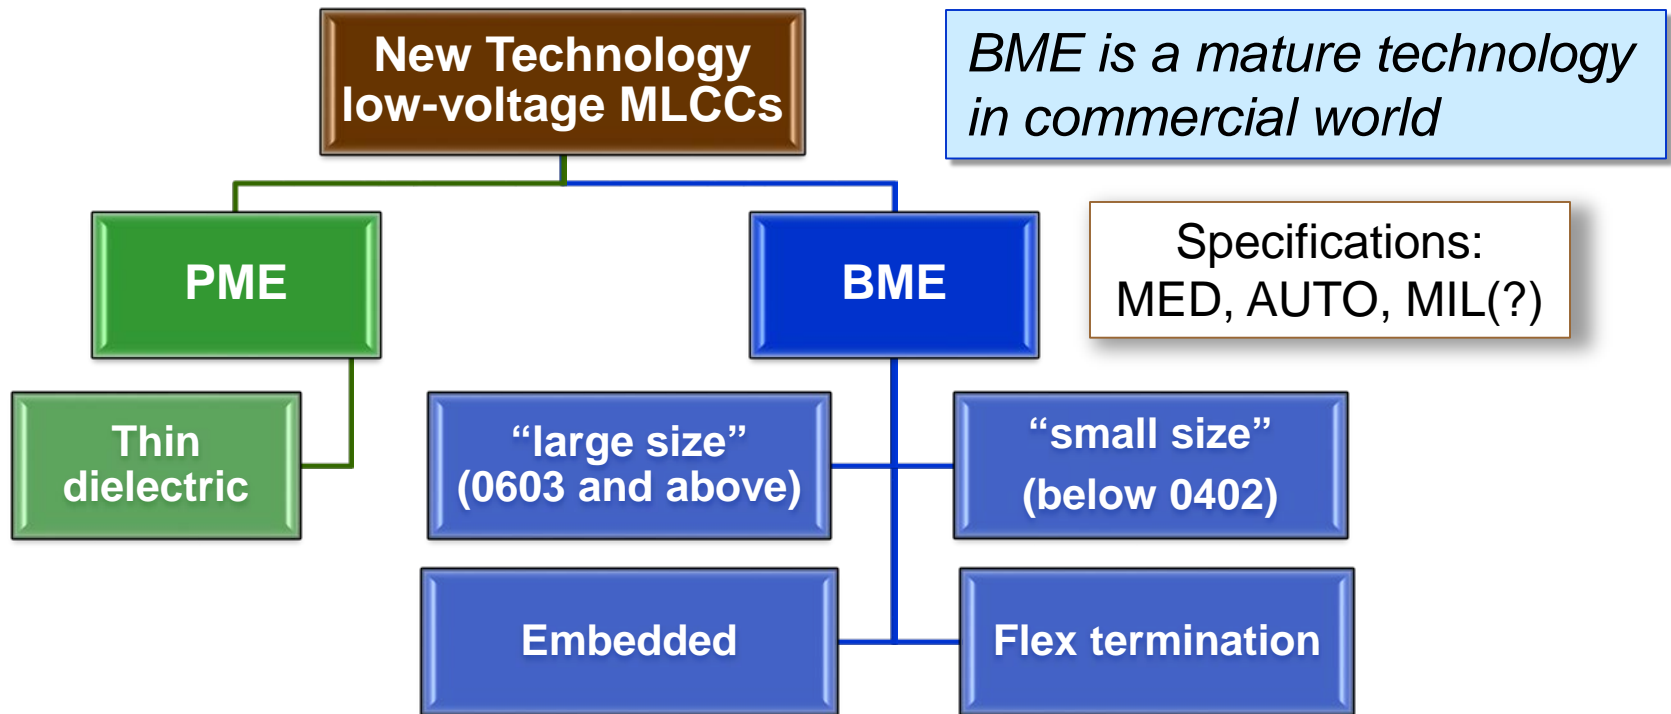 New Technology
low-voltage MLCCs
BME is a mature technology
in commercial world
PME
BME
Specifications:
MED, AUTO, MIL(?)
Thin
dielectric
“large size”
(0603 and above)
“small size”
(below 0402)
Embedded
Flex termination